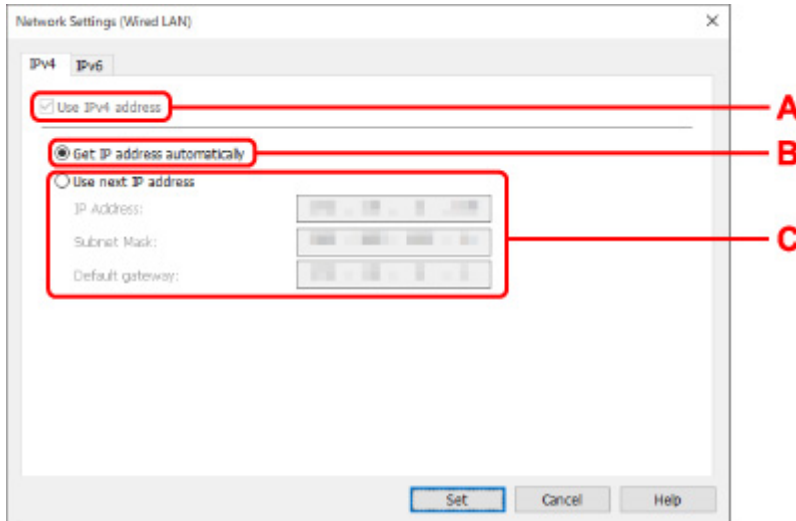 Network Settings (Wired LAN)
IPv4 IPv6
Use IPv4 address
A
Get IP address automatically
B
Use next IP address
IP Address:
Subnet Mask:
C
Default gateway:
Set Cancel Help